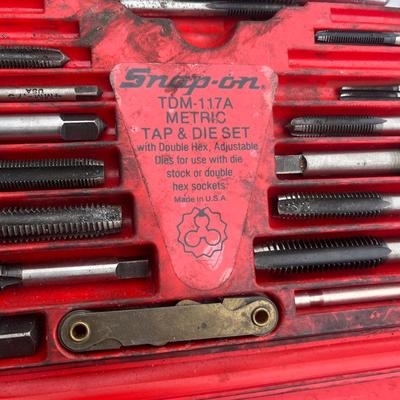 Snap-on®
TDM-117A
METRIC
TAP & DIE SET
with Double Hex, Adjustable
Dies for use with die
stock or double
hex sockets.
Made in U.S.A.